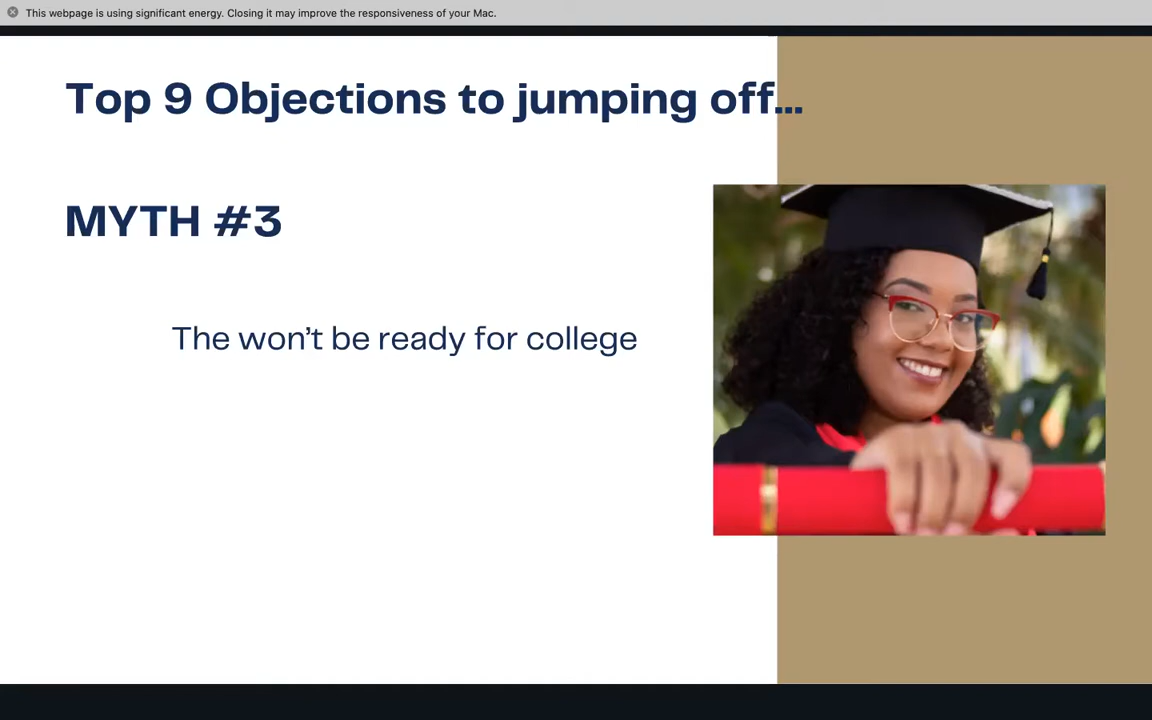 This webpage is using significant energy. Closing it may improve the responsiveness of your Mac.
Top 9 Objections to jumping off...
MYTH #3
The won't be ready for college